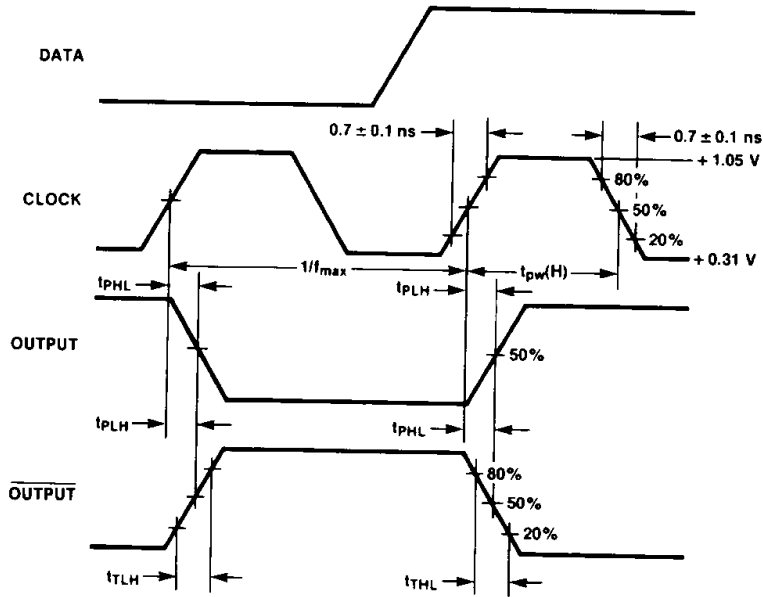 DATA
0.7 ± 0.1 ns
0.7 ± 0.1 ns
+ 1.05 V
CLOCK
80%
50%
20%
+ 0.31 V
1/fmax
tpw(H)
tPHL
tPLH
OUTPUT
50%
tPLH
tPHL
OUTPUT
80%
50%
20%
tTLH
tTHL